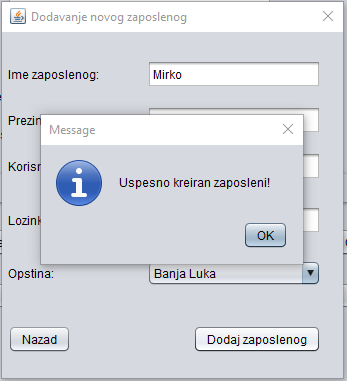 Dodavanje novog zaposlenog
Ime zaposlenog:
Mirko
Message
Uspesno kreiran zaposleni!
OK
Opstina:
Banja Luka
Nazad
Dodaj zaposlenog